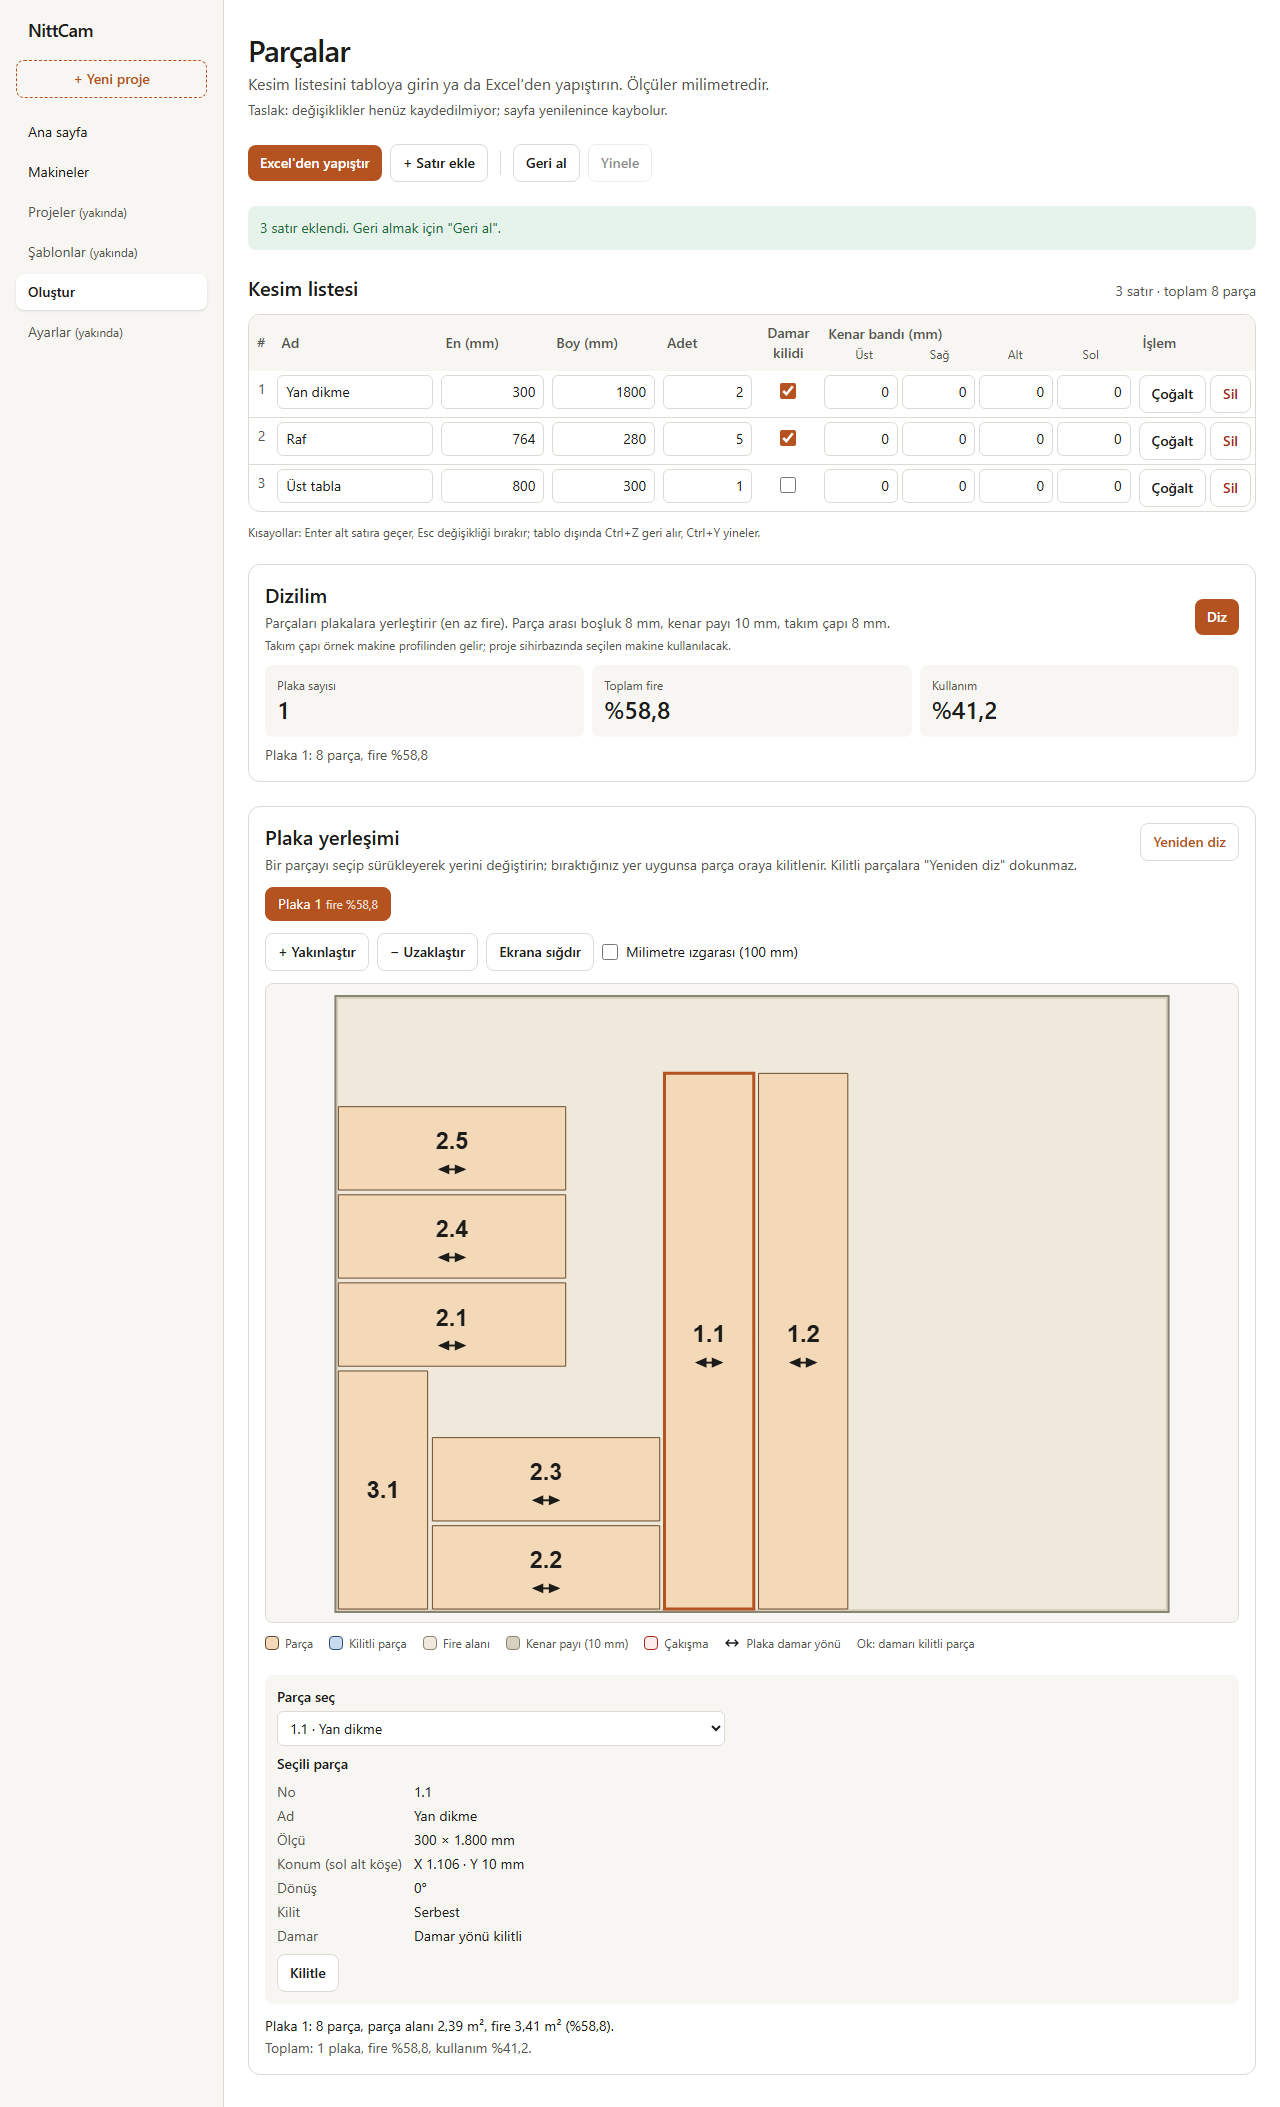 NittCam
+ Yeni proje
Ana sayfa
Makineler
Projeler (yakında)
Şablonlar (yakında)
Oluştur
Ayarlar (yakında)
Parçalar
Kesim listesini tabloya girin ya da Excel'den yapıştırın. Ölçüler milimetredir.
Taslak: değişiklikler henüz kaydedilmiyor; sayfa yenilenince kaybolur.
Excel'den yapıştır + Satır ekle Geri al Yinele
3 satır eklendi. Geri almak için "Geri al".
Kesim listesi 3 satır · toplam 8 parça
# Ad En (mm) Boy (mm) Adet Damar kilidi Kenar bandı (mm) Üst Sağ Alt Sol İşlem
1 Yan dikme 300 1800 2 0 0 0 0 Çoğalt Sil
2 Raf 764 280 5 0 0 0 0 Çoğalt Sil
3 Üst tabla 800 300 1 0 0 0 0 Çoğalt Sil
Kısayollar: Enter alt satıra geçer, Esc değişikliği bırakır; tablo dışında Ctrl+Z geri alır, Ctrl+Y yineler.
Dizilim
Parçaları plakalara yerleştirir (en az fire). Parça arası boşluk 8 mm, kenar payı 10 mm, takım çapı 8 mm.
Takım çapı örnek makine profilinden gelir; proje sihirbazında seçilen makine kullanılacak.
Diz
Plaka sayısı
1
Toplam fire
%58,8
Kullanım
%41,2
Plaka 1: 8 parça, fire %58,8
Plaka yerleşimi
Bir parçayı seçip sürükleyerek yerini değiştirin; bıraktığınız yer uygunsa parça oraya kilitlenir. Kilitli parçalara "Yeniden diz" dokunmaz.
Yeniden diz
Plaka 1 fire %58,8
+ Yakınlaştır − Uzaklaştır Ekrana sığdır Milimetre ızgarası (100 mm)
2.5
2.4
2.1
1.1
1.2
2.3
3.1
2.2
Parça Kilitli parça Fire alanı Kenar payı (10 mm) Çakışma ↔ Plaka damar yönü Ok: damarı kilitli parça
Parça seç
1.1 · Yan dikme
Seçili parça
No 1.1
Ad Yan dikme
Ölçü 300 × 1.800 mm
Konum (sol alt köşe) X 1.106 · Y 10 mm
Dönüş 0°
Kilit Serbest
Damar Damar yönü kilitli
Kilitle
Plaka 1: 8 parça, parça alanı 2,39 m², fire 3,41 m² (%58,8).
Toplam: 1 plaka, fire %58,8, kullanım %41,2.